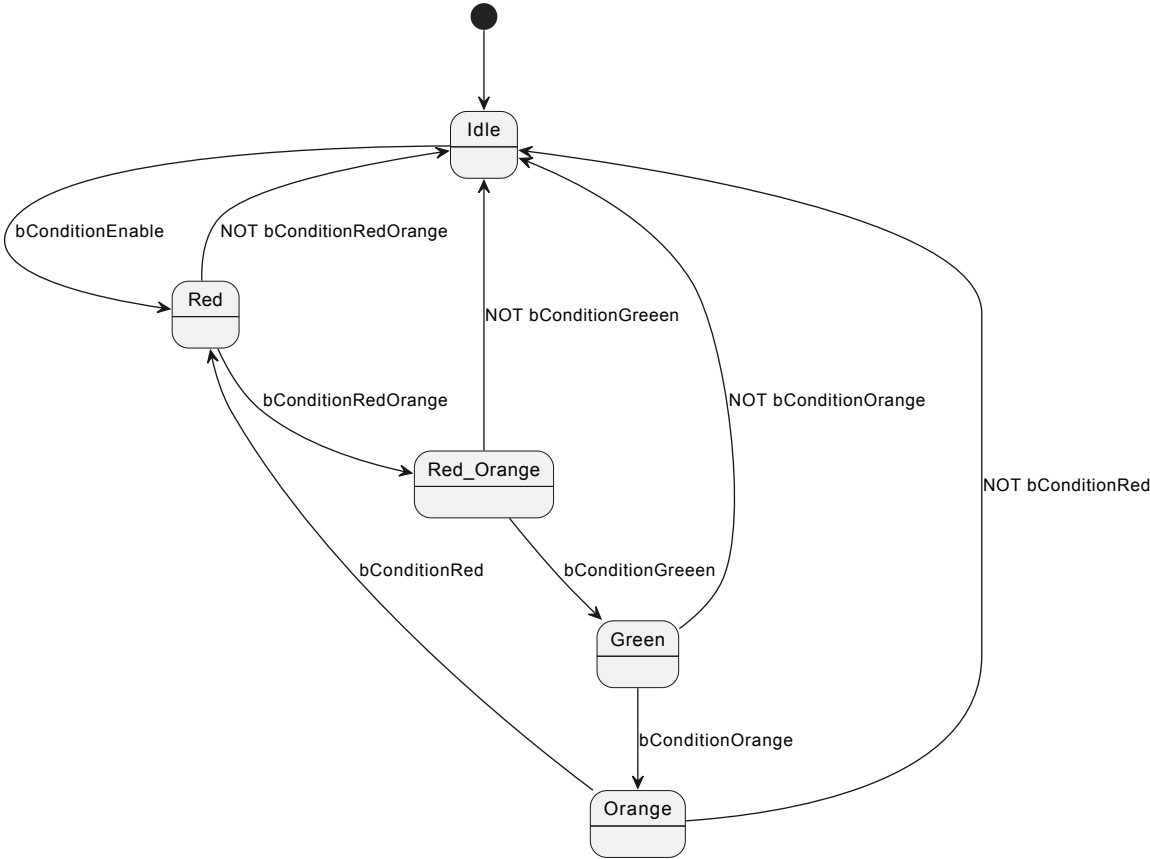 Idle
bConditionEnable
NOT bConditionRedOrange
Red
NOT bConditionGreeen
bConditionRedOrange
NOT bConditionOrange
Red_Orange
NOT bConditionRed
bConditionRed
bConditionGreeen
Green
bConditionOrange
Orange